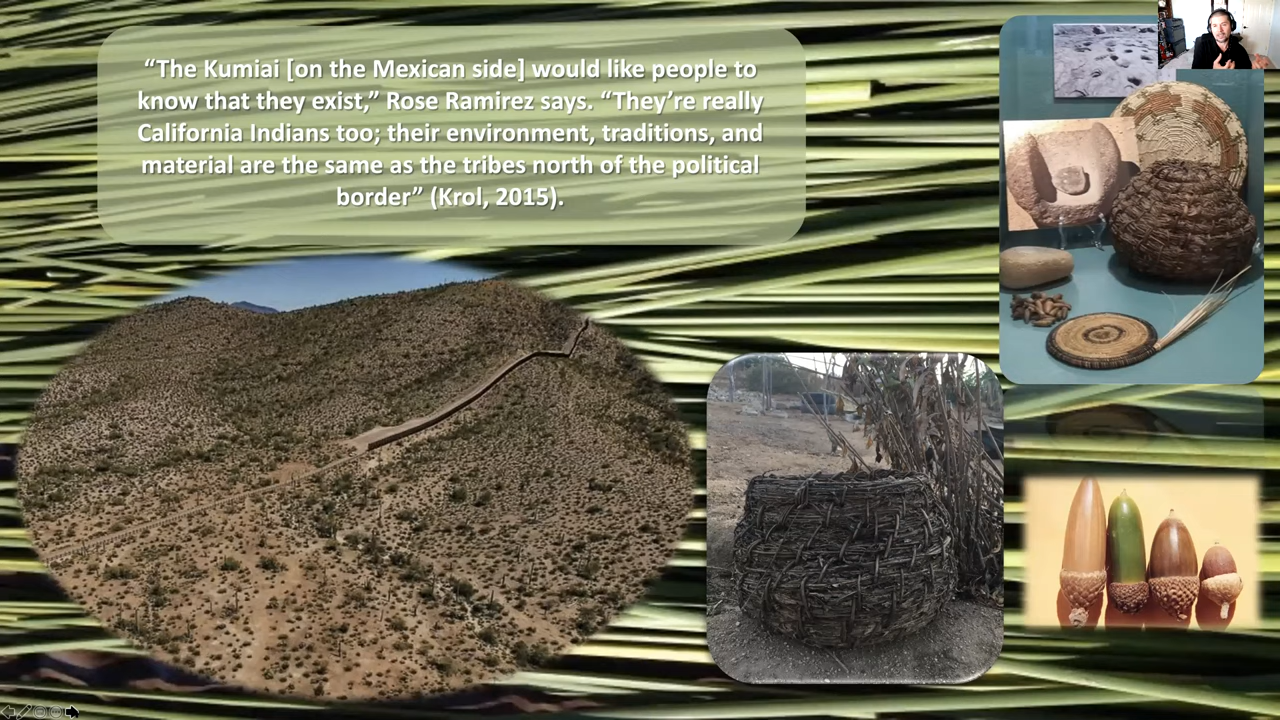 “The Kumiai [on the Mexican side] would like people to
know that they exist,” Rose Ramirez says. “They’re really
California Indians too; their environment, traditions, and
material are the same as the tribes north of the political
border” (Krol, 2015).